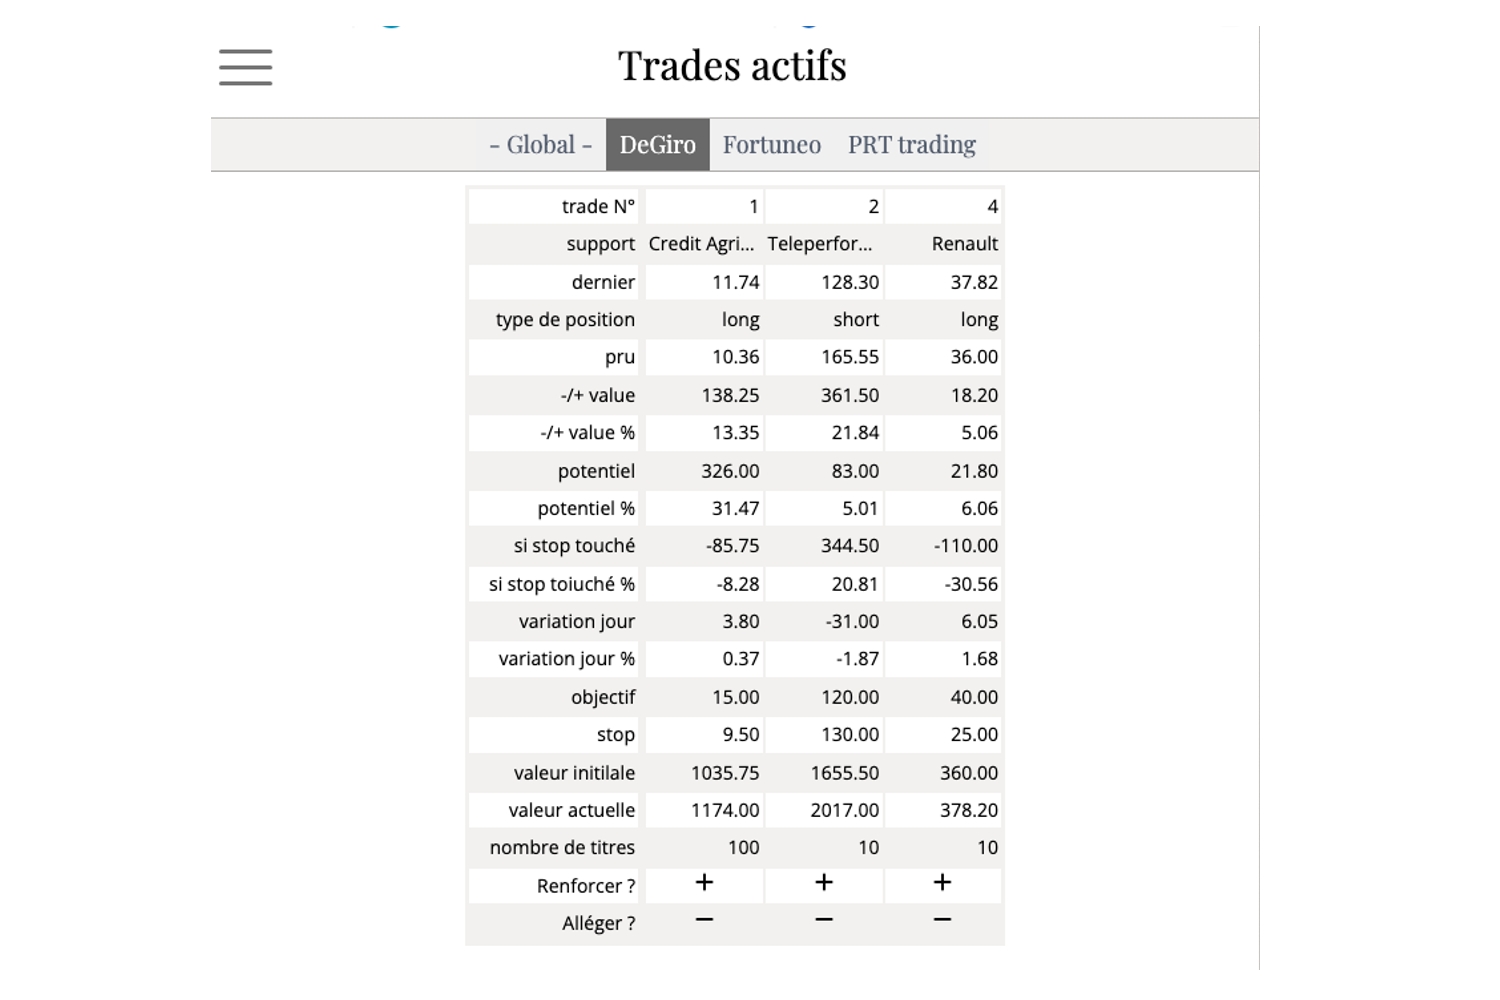 Trades actifs
- Global - DeGiro Fortuneo PRT trading
trade N° 1 2 4
support Credit Agri... Teleperfor... Renault
dernier 11.74 128.30 37.82
type de position long short long
pru 10.36 165.55 36.00
-/+ value 138.25 361.50 18.20
-/+ value % 13.35 21.84 5.06
potentiel 326.00 83.00 21.80
potentiel % 31.47 5.01 6.06
si stop touché -85.75 344.50 -110.00
si stop toiuché % -8.28 20.81 -30.56
variation jour 3.80 -31.00 6.05
variation jour % 0.37 -1.87 1.68
objectif 15.00 120.00 40.00
stop 9.50 130.00 25.00
valeur initilale 1035.75 1655.50 360.00
valeur actuelle 1174.00 2017.00 378.20
nombre de titres 100 10 10
Renforcer ? + + +
Alléger ? − − −